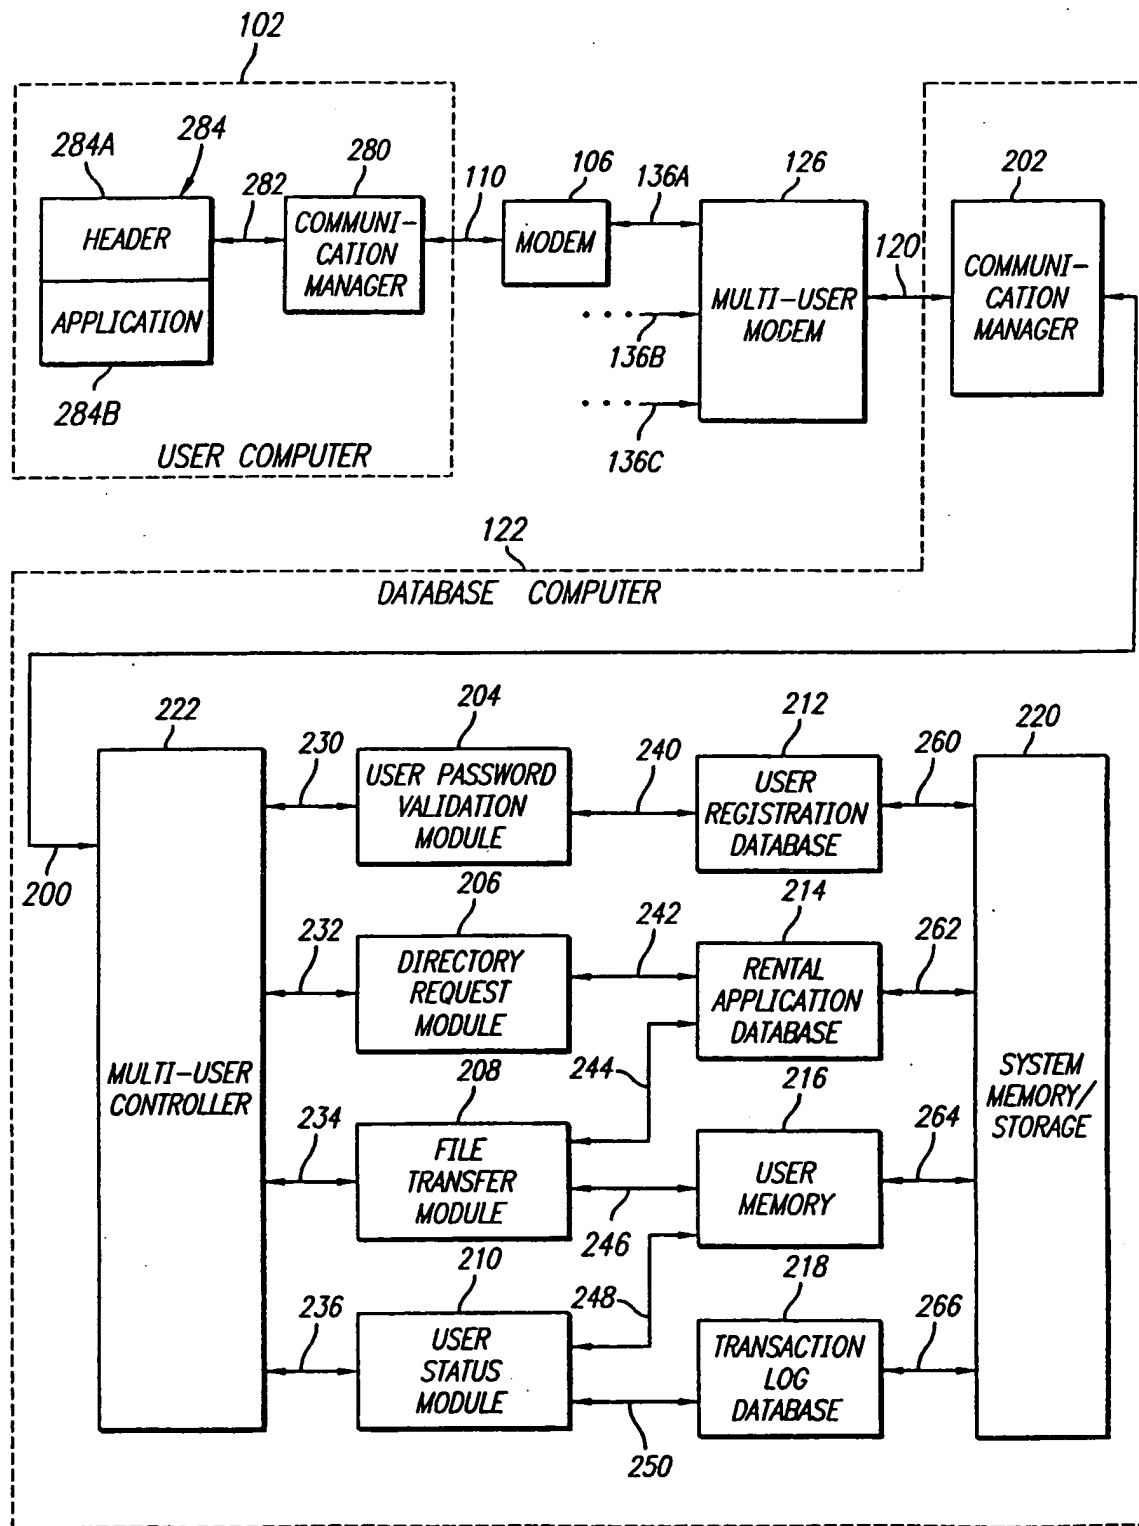 102
284A
284
282
280
110
106
136A
126
202
HEADER
APPLICATION
COMMUNI-
CATION
MANAGER
MODEM
MULTI-USER
MODEM
120
COMMUNI-
CATION
MANAGER
136B
136C
284B
USER COMPUTER
122
DATABASE COMPUTER
222
230
204
240
212
260
220
USER PASSWORD
VALIDATION
MODULE
USER
REGISTRATION
DATABASE
200
232
206
242
214
262
DIRECTORY
REQUEST
MODULE
RENTAL
APPLICATION
DATABASE
MULTI-USER
CONTROLLER
SYSTEM
MEMORY/
STORAGE
234
208
244
216
264
FILE
TRANSFER
MODULE
USER
MEMORY
246
236
210
248
218
266
USER
STATUS
MODULE
TRANSACTION
LOG
DATABASE
250